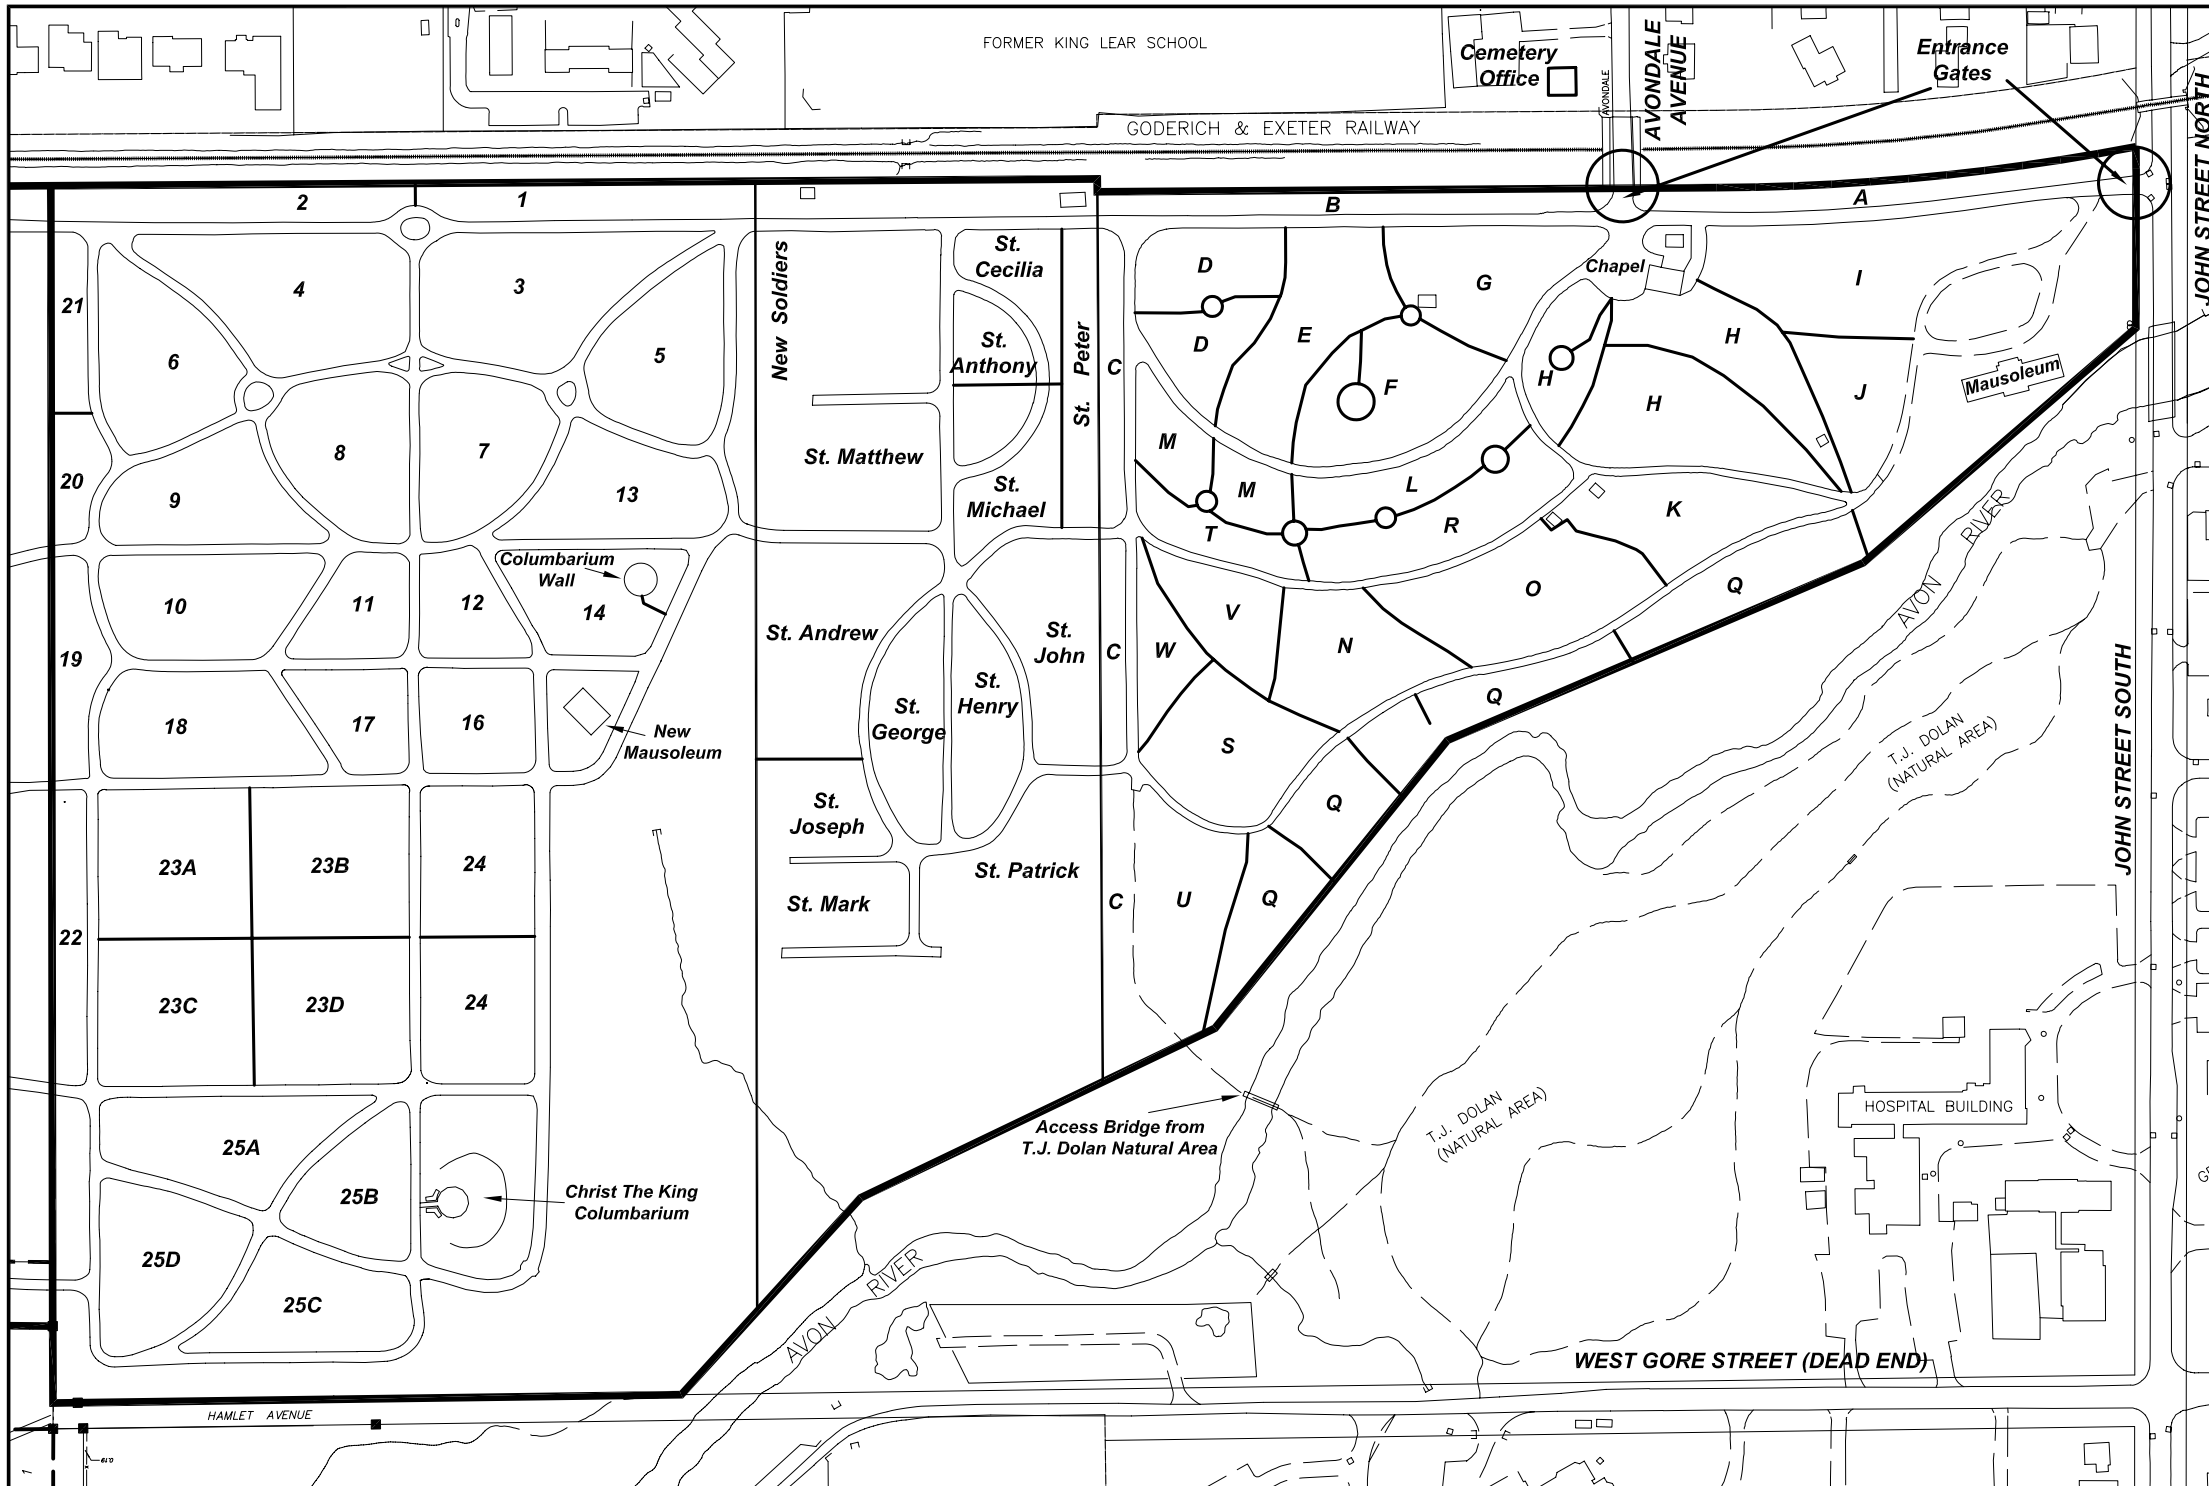 FORMER KING LEAR SCHOOL
Cemetery
Office
AVONDALE
AVONDALE
AVENUE
Entrance
Gates
JOHN STREET NORTH
GODERICH & EXETER RAILWAY
2
1
B
A
21
4
3
6
5
New Soldiers
St.
Cecilia
St.
Anthony
St. Peter
C
D
D
E
G
F
Chapel
I
H
H
H
J
Mausoleum
20
9
8
7
13
St. Matthew
St.
Michael
M
M
T
L
R
K
AVON RIVER
Columbarium
Wall
19
10
11
12
14
St. Andrew
St.
John
C
W
V
N
O
Q
18
17
16
New
Mausoleum
St.
George
St.
Henry
S
Q
Q
T.J. DOLAN
(NATURAL AREA)
JOHN STREET SOUTH
22
23A
23B
24
St.
Joseph
St. Mark
St. Patrick
C
U
Q
23C
23D
24
25A
25B
Christ The King
Columbarium
Access Bridge from
T.J. Dolan Natural Area
T.J. DOLAN
(NATURAL AREA)
HOSPITAL BUILDING
25D
25C
AVON RIVER
WEST GORE STREET (DEAD END)
HAMLET AVENUE
1